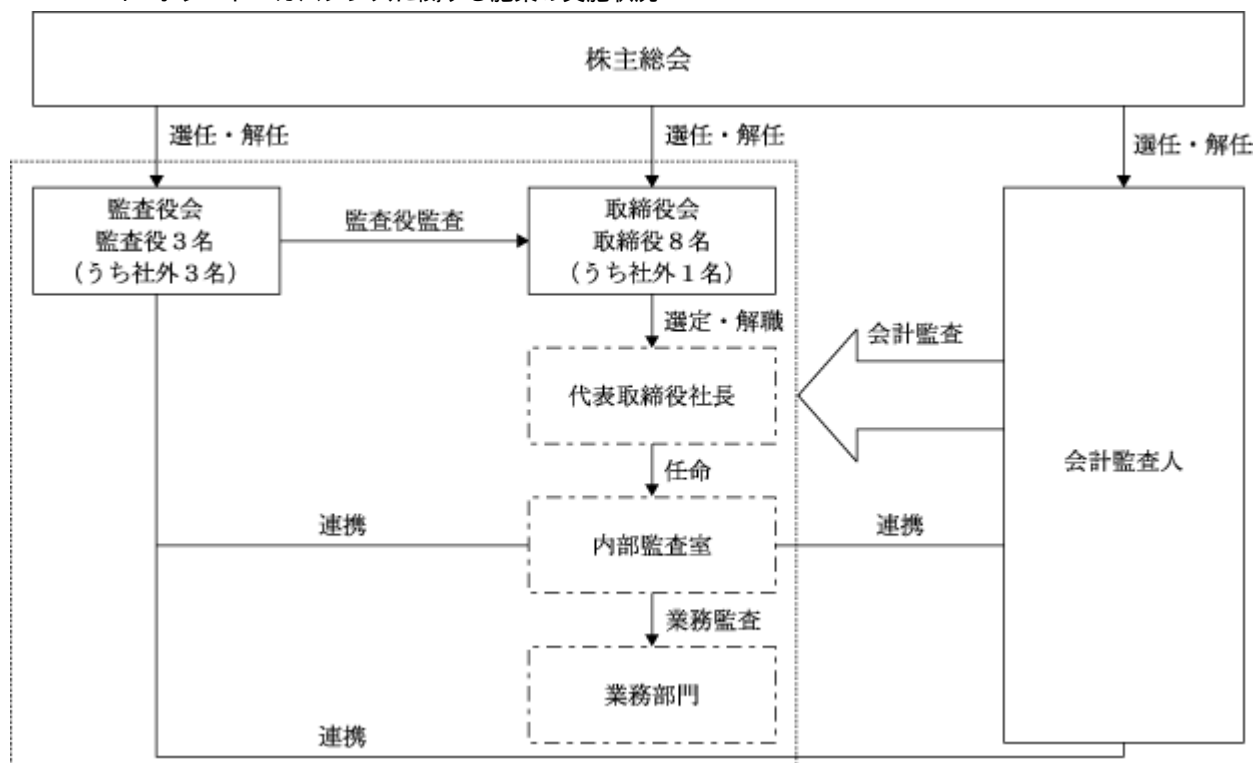 株主総会
選任・解任
選任・解任
選任・解任
監査役会
監査役3名
(うち社外3名)
監査役監査
取締役会
取締役8名
(うち社外1名)
選定・解職
会計監査
代表取締役社長
会計監査人
任命
連携
内部監査室
連携
業務監査
業務部門
連携